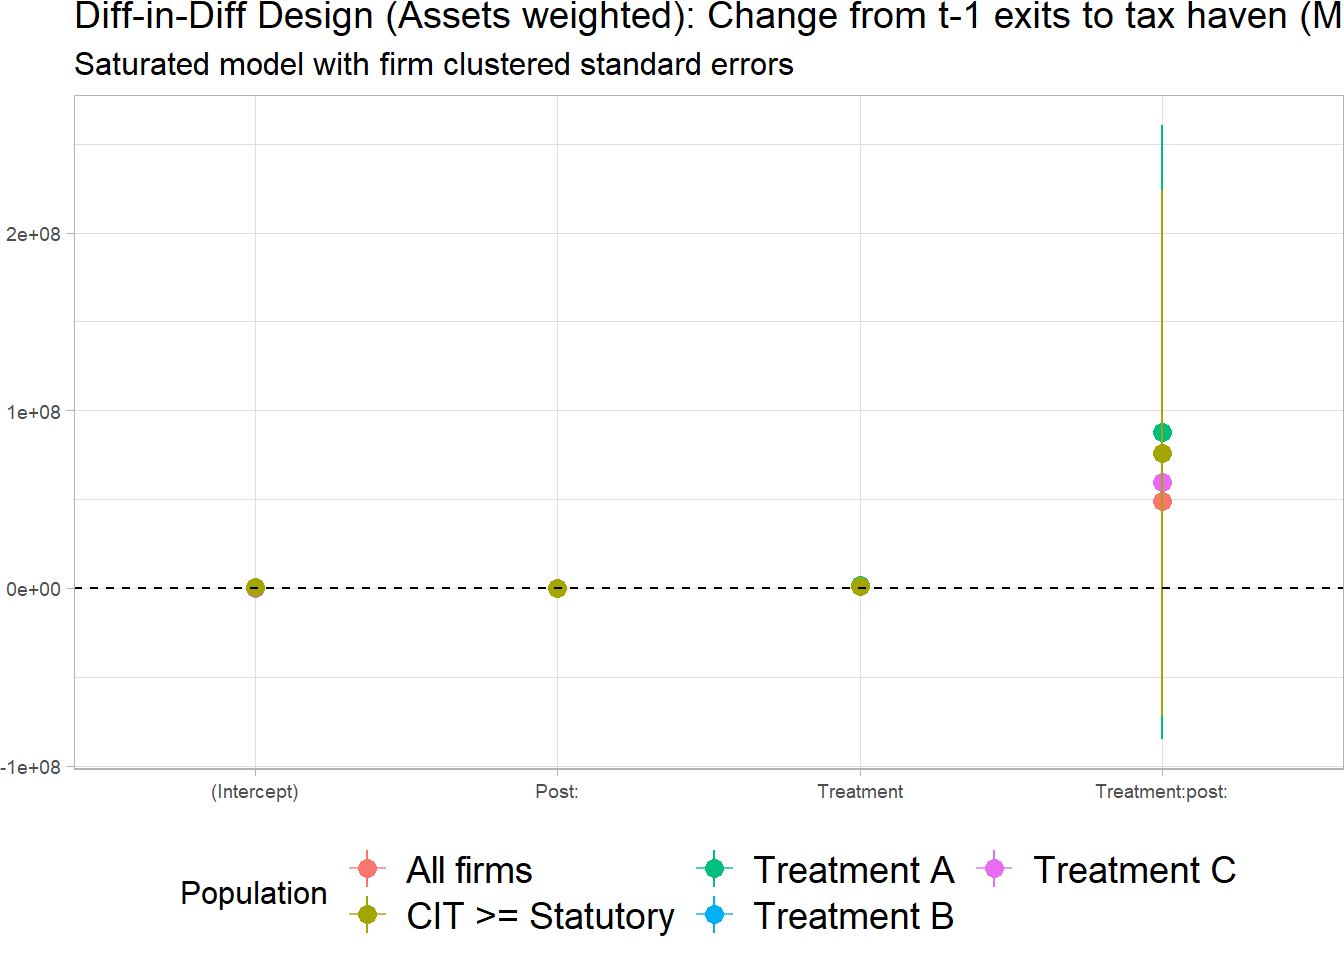 Diff-in-Diff Design (Assets weighted): Change from t-1 exits to tax haven (M
Saturated model with firm clustered standard errors
2e+08
1e+08
0e+00
-1e+08
(Intercept)
Post:
Treatment
Treatment:post:
Population
All firms
Treatment A
Treatment C
CIT >= Statutory
Treatment B